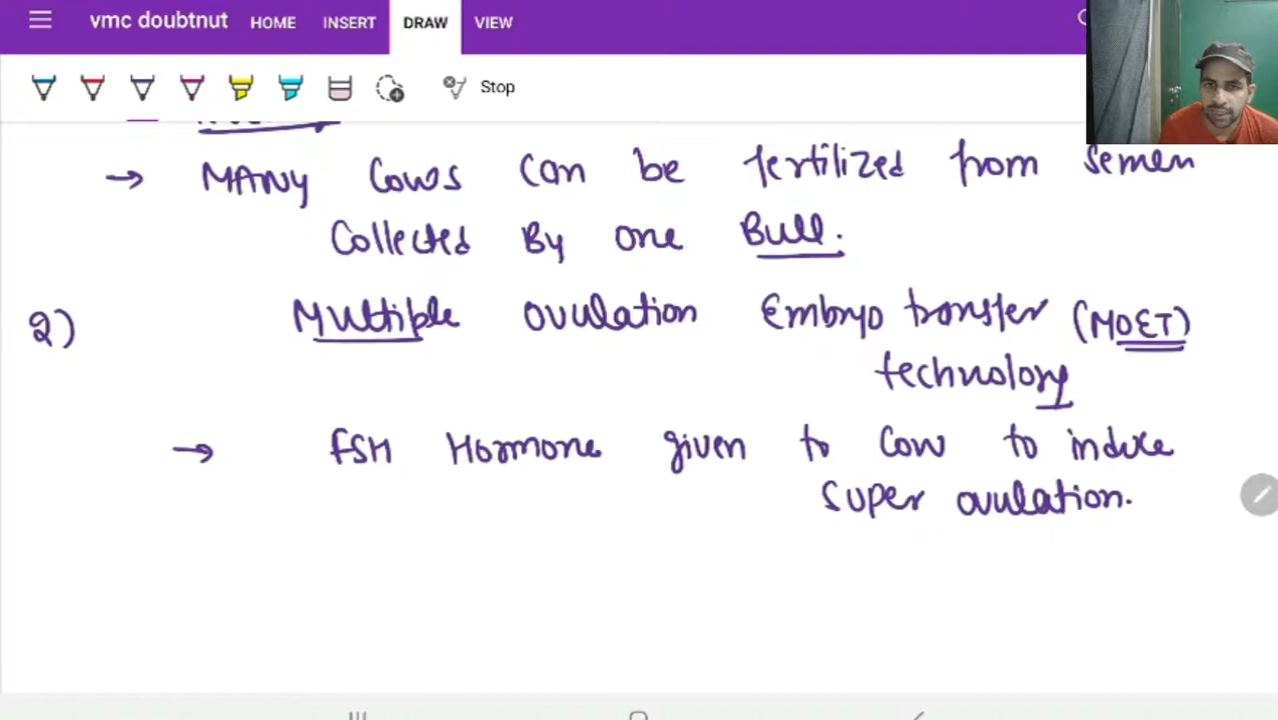 vmc doubtnut HOME INSERT DRAW VIEW
Stop
→ MANY Cows Can be fertilized from Semen
Collected By one Bull.
2) Multiple ovulation Embryo transfer (MOET)
technology
→ FSH Hormone given to Cow to induce
Super ovulation.